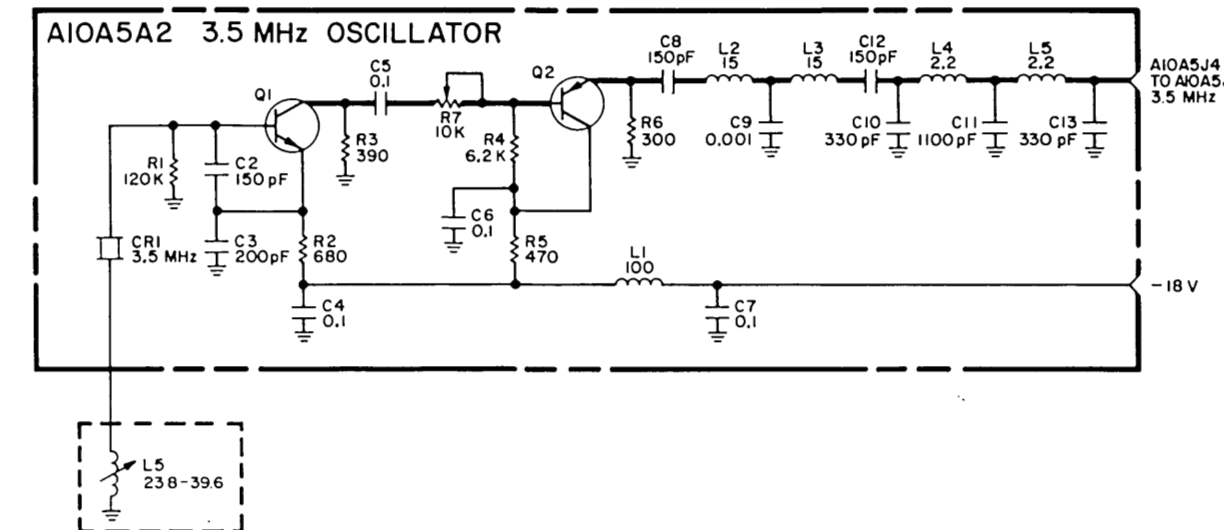 A10A5A2 3.5 MHz OSCILLATOR
C8
150pF
L2
15
L3
15
C12
150pF
L4
2.2
L5
2.2
A10A5J4
TO A10A5
3.5 MHz
C5
0.1
Q2
Q1
R7
10K
R3
390
R4
6.2K
R6
300
C9
0.001
C10
330 pF
C11
1100pF
C13
330 pF
R1
120K
C2
150pF
C6
0.1
CR1
3.5 MHz
C3
200pF
R2
680
R5
470
L1
100
-18 V
C4
0.1
C7
0.1
L5
23.8-39.6